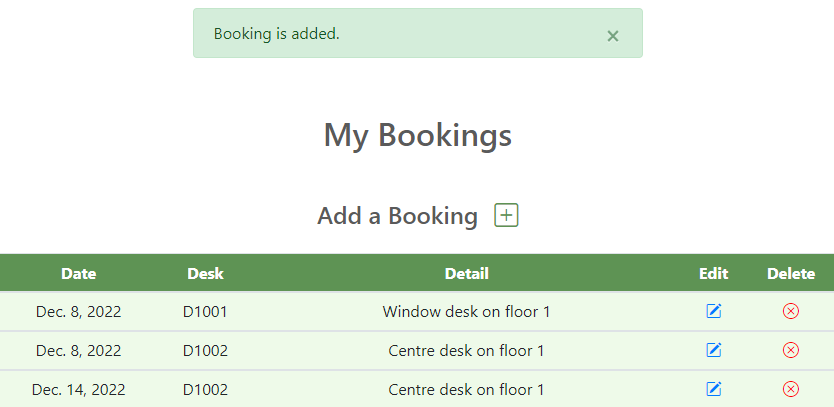 Booking is added. ×
My Bookings
Add a Booking
Date Desk Detail Edit Delete
Dec. 8, 2022 D1001 Window desk on floor 1
Dec. 8, 2022 D1002 Centre desk on floor 1
Dec. 14, 2022 D1002 Centre desk on floor 1